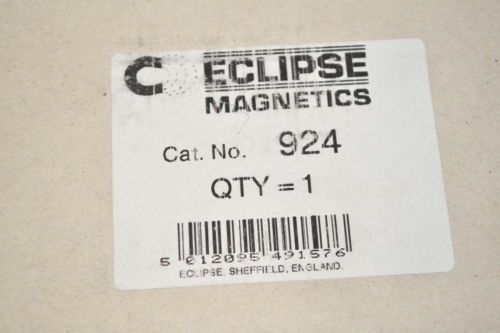 ECLIPSE
MAGNETICS
Cat. No. 924
QTY = 1
5 012095 491576
ECLIPSE, SHEFFIELD, ENGLAND.